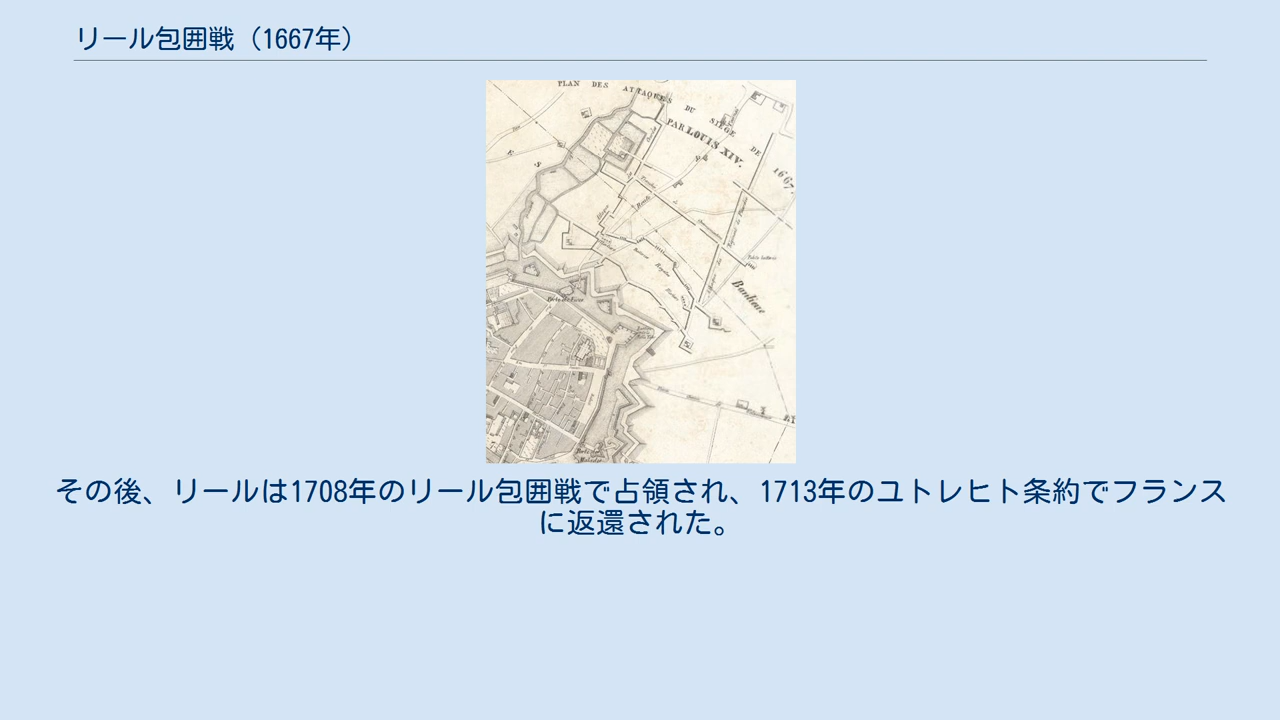 リール包囲戦（1667年）
PLAN DES ATTAQUES DU SIEGE DE
PAR LOUIS XIV.
1667.
Banlieue
その後、リールは1708年のリール包囲戦で占領され、1713年のユトレヒト条約でフランス
に返還された。